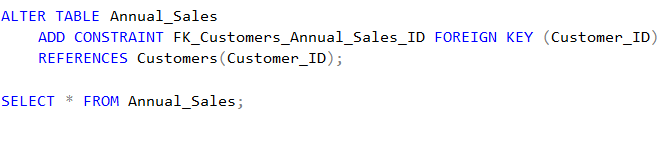 ALTER TABLE Annual_Sales
ADD CONSTRAINT FK_Customers_Annual_Sales_ID FOREIGN KEY (Customer_ID)
REFERENCES Customers(Customer_ID);
SELECT * FROM Annual_Sales;